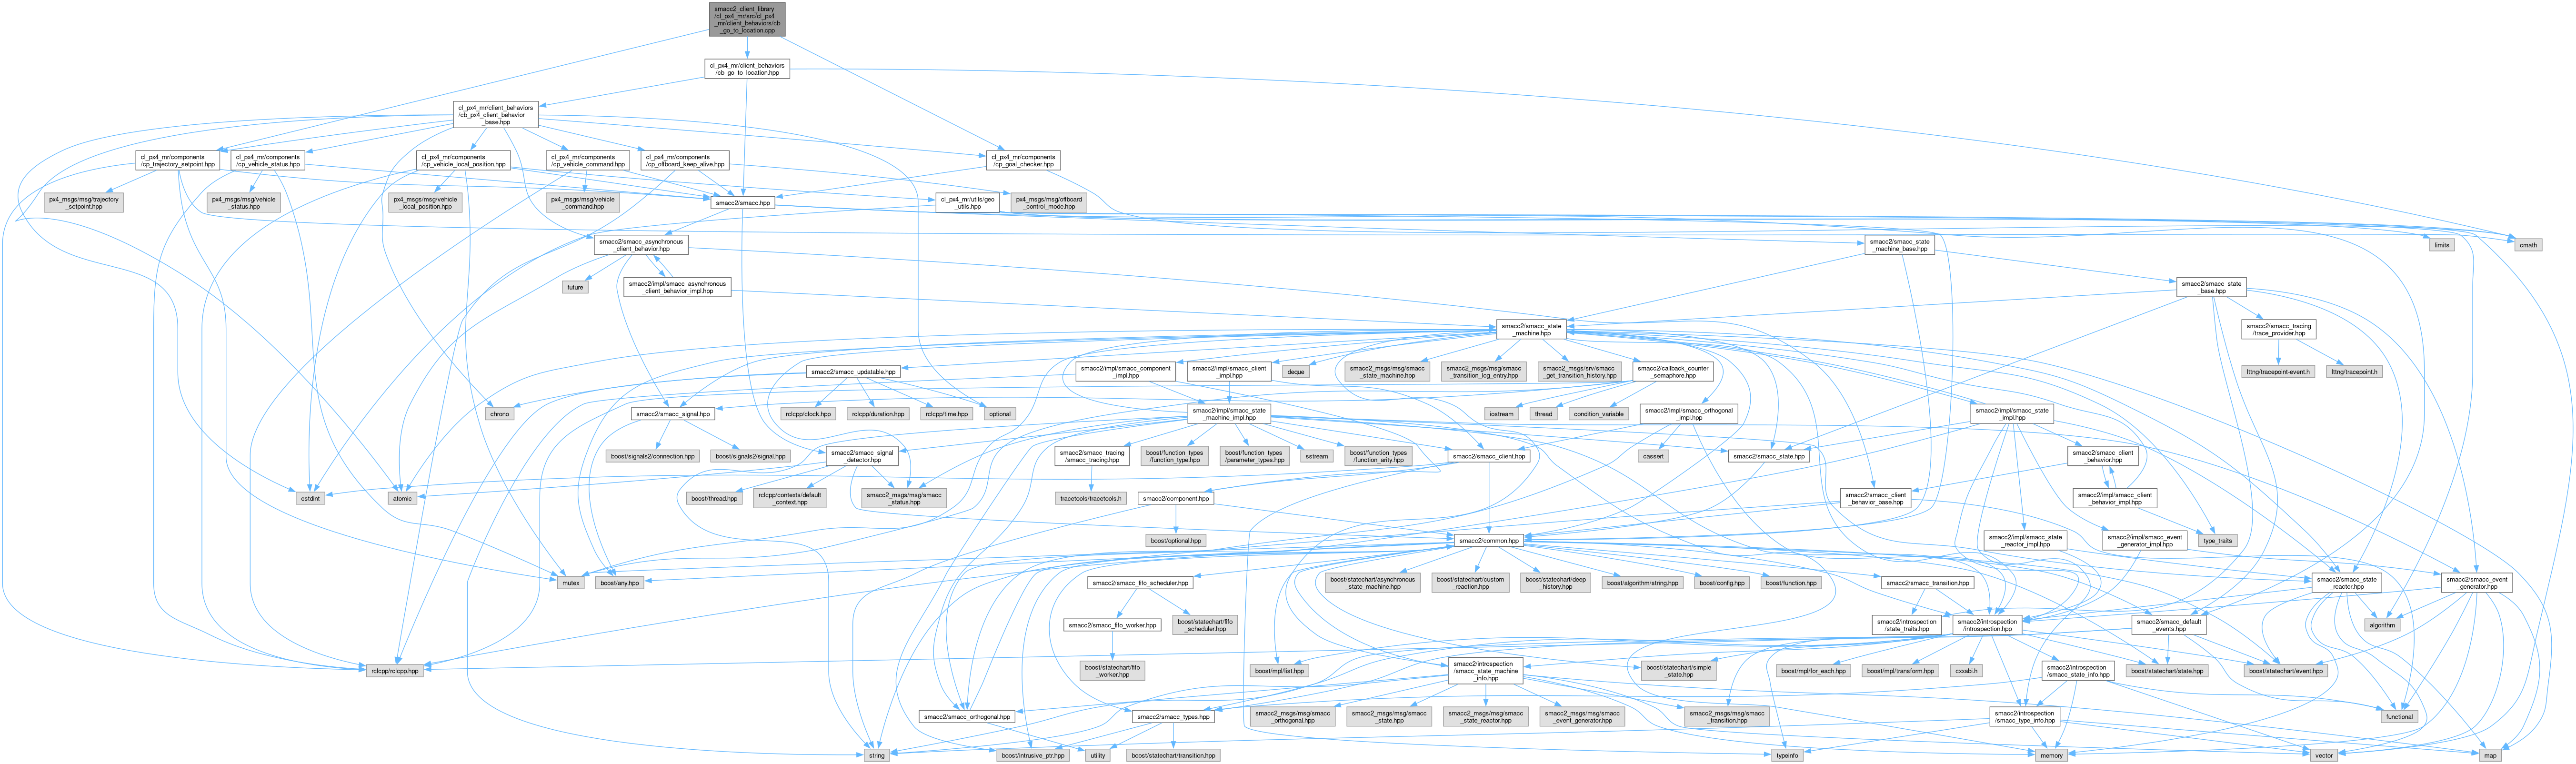 smacc2_client_library
/cl_px4_mr/src/cl_px4
_mr/client_behaviors/cb
_go_to_location.cpp
cl_px4_mr/client_behaviors
/cb_go_to_location.hpp
cl_px4_mr/client_behaviors
/cb_px4_client_behavior
_base.hpp
cl_px4_mr/components
/cp_trajectory_setpoint.hpp
cl_px4_mr/components
/cp_vehicle_status.hpp
cl_px4_mr/components
/cp_vehicle_local_position.hpp
cl_px4_mr/components
/cp_vehicle_command.hpp
cl_px4_mr/components
/cp_offboard_keep_alive.hpp
cl_px4_mr/components
/cp_goal_checker.hpp
px4_msgs/msg/trajectory
_setpoint.hpp
px4_msgs/msg/vehicle
_status.hpp
px4_msgs/msg/vehicle
_local_position.hpp
px4_msgs/msg/vehicle
_command.hpp
smacc2/smacc.hpp
cl_px4_mr/utils/geo
_utils.hpp
px4_msgs/msg/offboard
_control_mode.hpp
smacc2/smacc_asynchronous
_client_behavior.hpp
smacc2/smacc_state
_machine_base.hpp
limits
cmath
future
smacc2/impl/smacc_asynchronous
_client_behavior_impl.hpp
smacc2/smacc_state
_base.hpp
smacc2/smacc_state
_machine.hpp
smacc2/smacc_tracing
/trace_provider.hpp
smacc2/smacc_updatable.hpp
smacc2/impl/smacc_component
_impl.hpp
smacc2/impl/smacc_client
_impl.hpp
deque
smacc2_msgs/msg/smacc
_state_machine.hpp
smacc2_msgs/msg/smacc
_transition_log_entry.hpp
smacc2_msgs/srv/smacc
_get_transition_history.hpp
smacc2/callback_counter
_semaphore.hpp
lttng/tracepoint-event.h
lttng/tracepoint.h
chrono
smacc2/smacc_signal.hpp
rclcpp/clock.hpp
rclcpp/duration.hpp
rclcpp/time.hpp
optional
smacc2/impl/smacc_state
_machine_impl.hpp
iostream
thread
condition_variable
smacc2/impl/smacc_orthogonal
_impl.hpp
smacc2/impl/smacc_state
_impl.hpp
boost/signals2/connection.hpp
boost/signals2/signal.hpp
smacc2/smacc_signal
_detector.hpp
smacc2/smacc_tracing
/smacc_tracing.hpp
boost/function_types
/function_type.hpp
boost/function_types
/parameter_types.hpp
sstream
boost/function_types
/function_arity.hpp
smacc2/smacc_client.hpp
cassert
smacc2/smacc_state.hpp
smacc2/smacc_client
_behavior.hpp
cstdint
atomic
boost/thread.hpp
rclcpp/contexts/default
_context.hpp
smacc2_msgs/msg/smacc
_status.hpp
tracetools/tracetools.h
smacc2/component.hpp
smacc2/smacc_client
_behavior_base.hpp
smacc2/impl/smacc_client
_behavior_impl.hpp
boost/optional.hpp
smacc2/common.hpp
smacc2/impl/smacc_state
_reactor_impl.hpp
smacc2/impl/smacc_event
_generator_impl.hpp
type_traits
mutex
boost/any.hpp
smacc2/smacc_fifo_scheduler.hpp
boost/statechart/asynchronous
_state_machine.hpp
boost/statechart/custom
_reaction.hpp
boost/statechart/deep
_history.hpp
boost/algorithm/string.hpp
boost/config.hpp
boost/function.hpp
smacc2/smacc_transition.hpp
smacc2/smacc_state
_reactor.hpp
smacc2/smacc_event
_generator.hpp
smacc2/smacc_fifo_worker.hpp
boost/statechart/fifo
_scheduler.hpp
smacc2/introspection
/state_traits.hpp
smacc2/introspection
/introspection.hpp
smacc2/smacc_default
_events.hpp
algorithm
rclcpp/rclcpp.hpp
boost/statechart/fifo
_worker.hpp
boost/mpl/list.hpp
smacc2/introspection
/smacc_state_machine
_info.hpp
boost/statechart/simple
_state.hpp
boost/mpl/for_each.hpp
boost/mpl/transform.hpp
cxxabi.h
smacc2/introspection
/smacc_state_info.hpp
boost/statechart/state.hpp
boost/statechart/event.hpp
smacc2/smacc_orthogonal.hpp
smacc2/smacc_types.hpp
smacc2_msgs/msg/smacc
_orthogonal.hpp
smacc2_msgs/msg/smacc
_state.hpp
smacc2_msgs/msg/smacc
_state_reactor.hpp
smacc2_msgs/msg/smacc
_event_generator.hpp
smacc2_msgs/msg/smacc
_transition.hpp
smacc2/introspection
/smacc_type_info.hpp
functional
string
boost/intrusive_ptr.hpp
utility
boost/statechart/transition.hpp
typeinfo
memory
vector
map